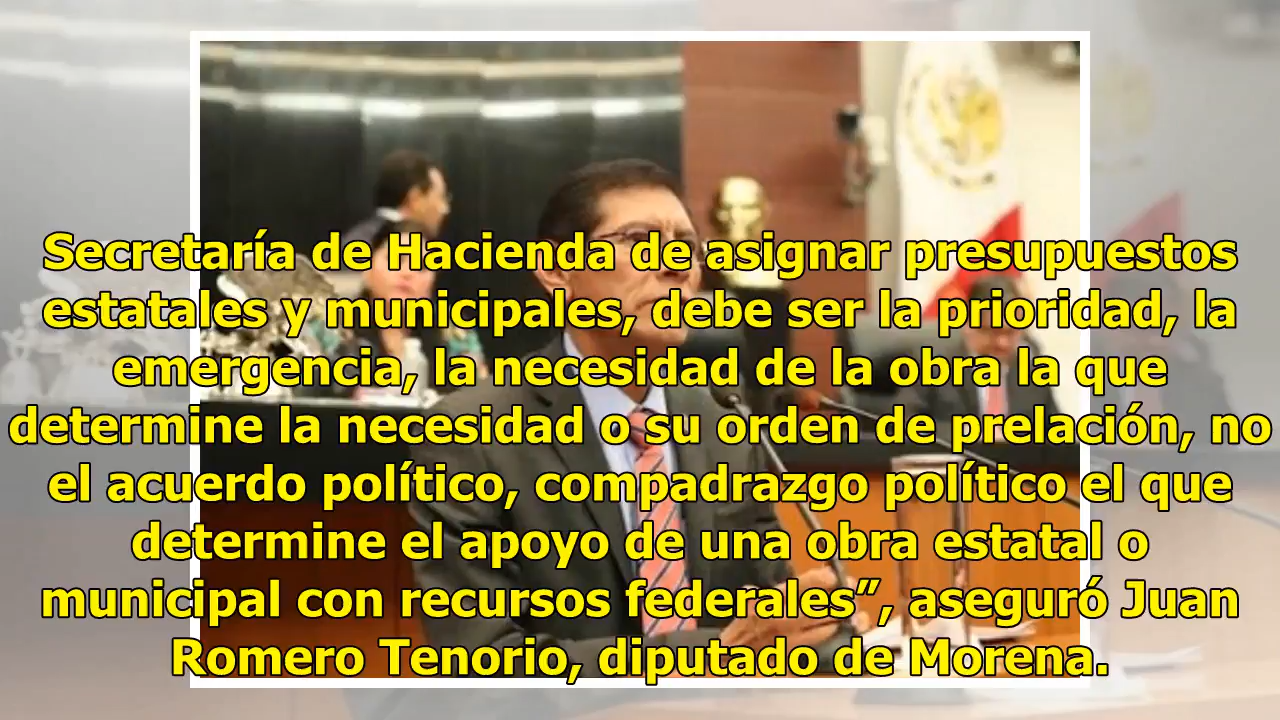 Secretaría de Hacienda de asignar presupuestos
estatales y municipales, debe ser la prioridad, la
emergencia, la necesidad de la obra la que
determine la necesidad o su orden de prelación, no
el acuerdo político, compadrazgo político el que
determine el apoyo de una obra estatal o
municipal con recursos federales”, aseguró Juan
Romero Tenorio, diputado de Morena.